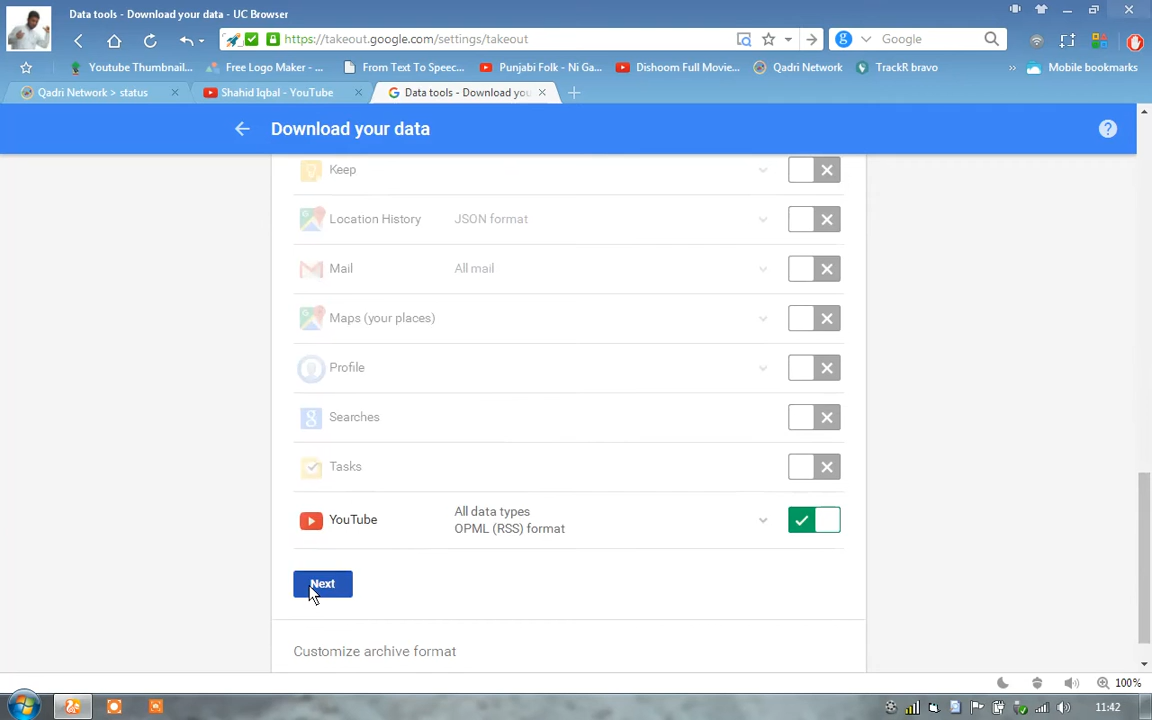 Data tools - Download your data - UC Browser
https://takeout.google.com/settings/takeout
Google
Youtube Thumbnail...
Free Logo Maker - ...
From Text To Speec...
Punjabi Folk - Ni Ga...
Dishoom Full Movie...
Qadri Network
TrackR bravo
Mobile bookmarks
Qadri Network > status
Shahid Iqbal - YouTube
Data tools - Download you
Download your data
Keep
Location History JSON format
Mail All mail
Maps (your places)
Profile
Searches
Tasks
YouTube All data types
OPML (RSS) format
Next
Customize archive format
100%
11:42